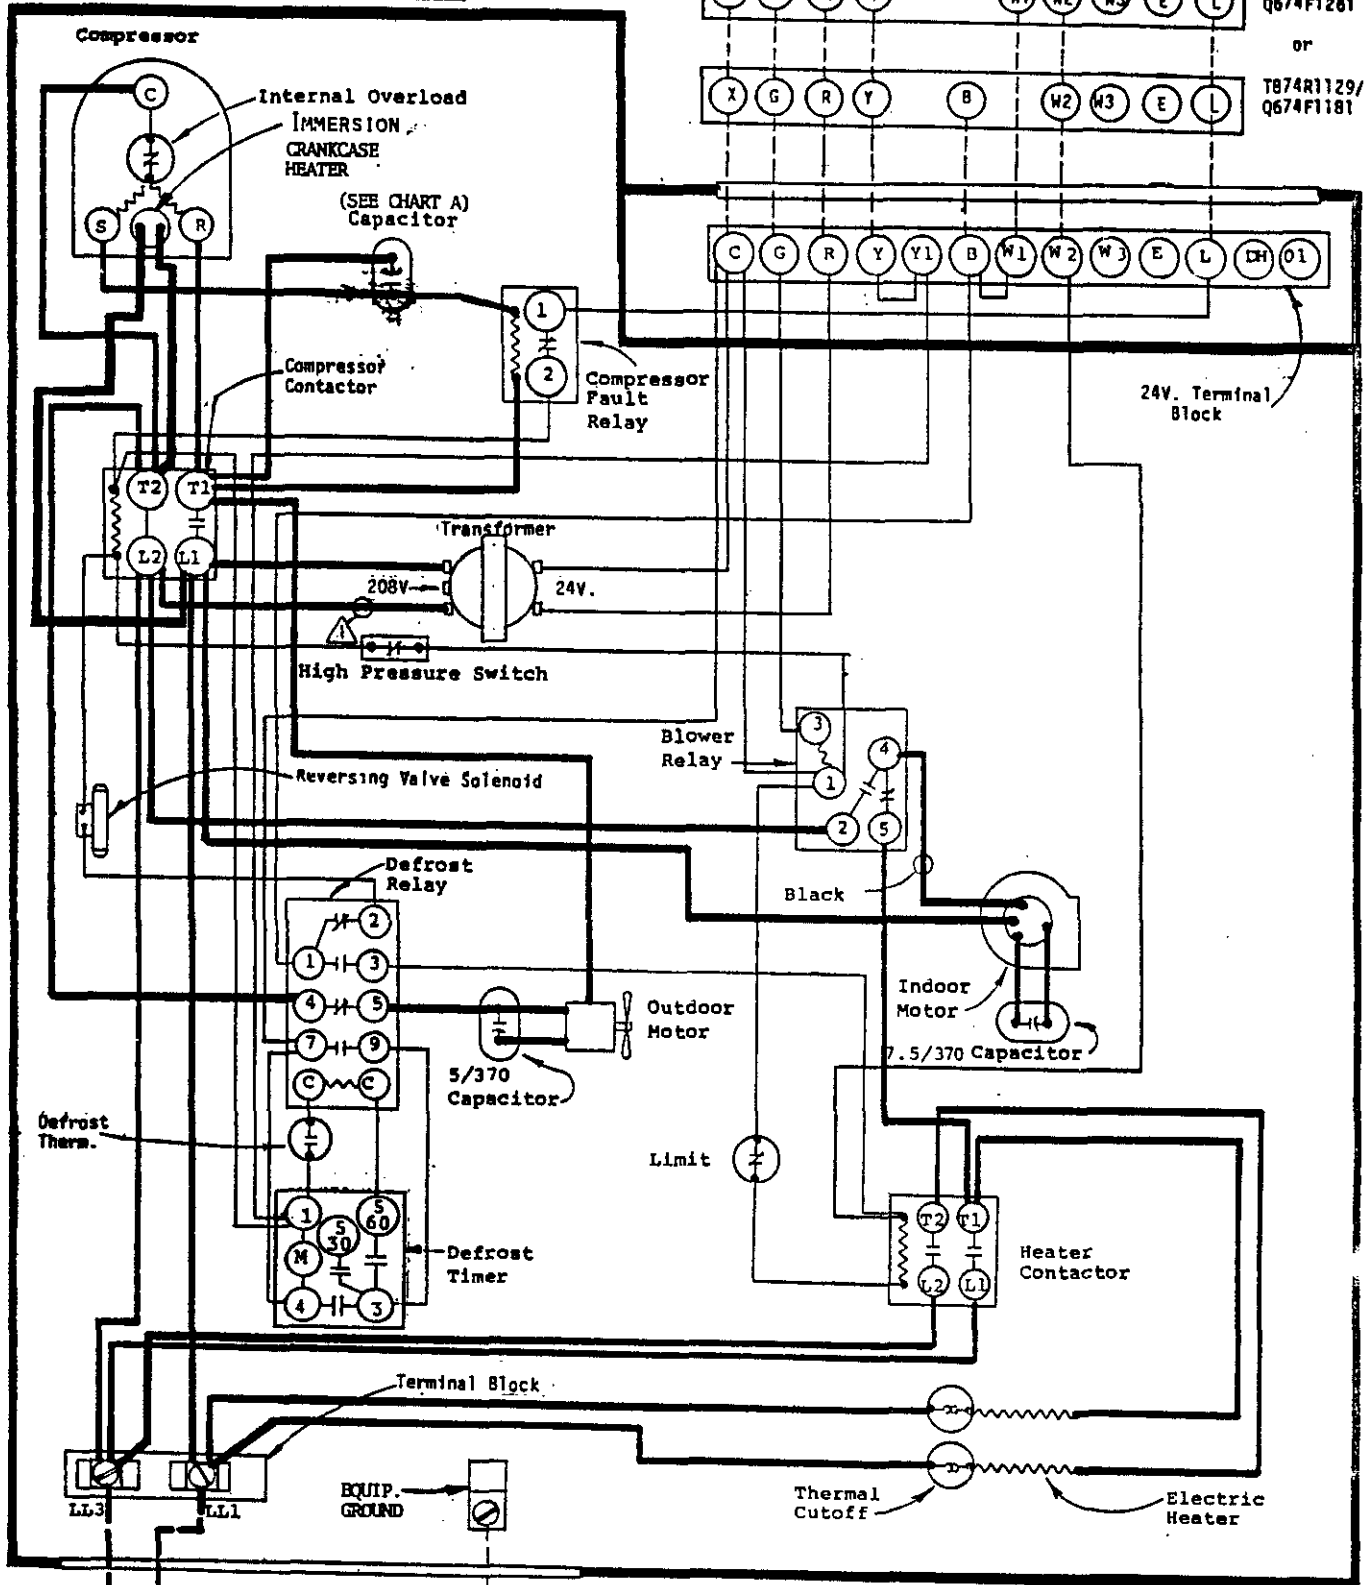 W1 W2 W3 E L
Q674F1261
or
X G R Y B W2 W3 E L
T874R1129/
Q674F1181
Compressor
C
Internal Overload
IMMERSION
CRANKCASE
HEATER
S R
(SEE CHART A)
Capacitor
C G R Y Y1 B W1 W2 W3 E L DH O1
24V. Terminal
Block
1
2
Compressor
Fault
Relay
Compressor
Contactor
T2 T1
L2 L1
Transformer
208V
24V.
1
High Pressure Switch
Blower
Relay
3
4
1
2 5
Reversing Valve Solenoid
Black
Defrost
Relay
2
1 3
4 5
7 9
C C
Outdoor
Motor
5/370
Capacitor
Indoor
Motor
7.5/370 Capacitor
Defrost
Therm.
Limit
1
S
60
S
30
M
4 3
Defrost
Timer
T2 T1
L2 L1
Heater
Contactor
Terminal Block
LL3 LL1
EQUIP.
GROUND
Thermal
Cutoff
Electric
Heater